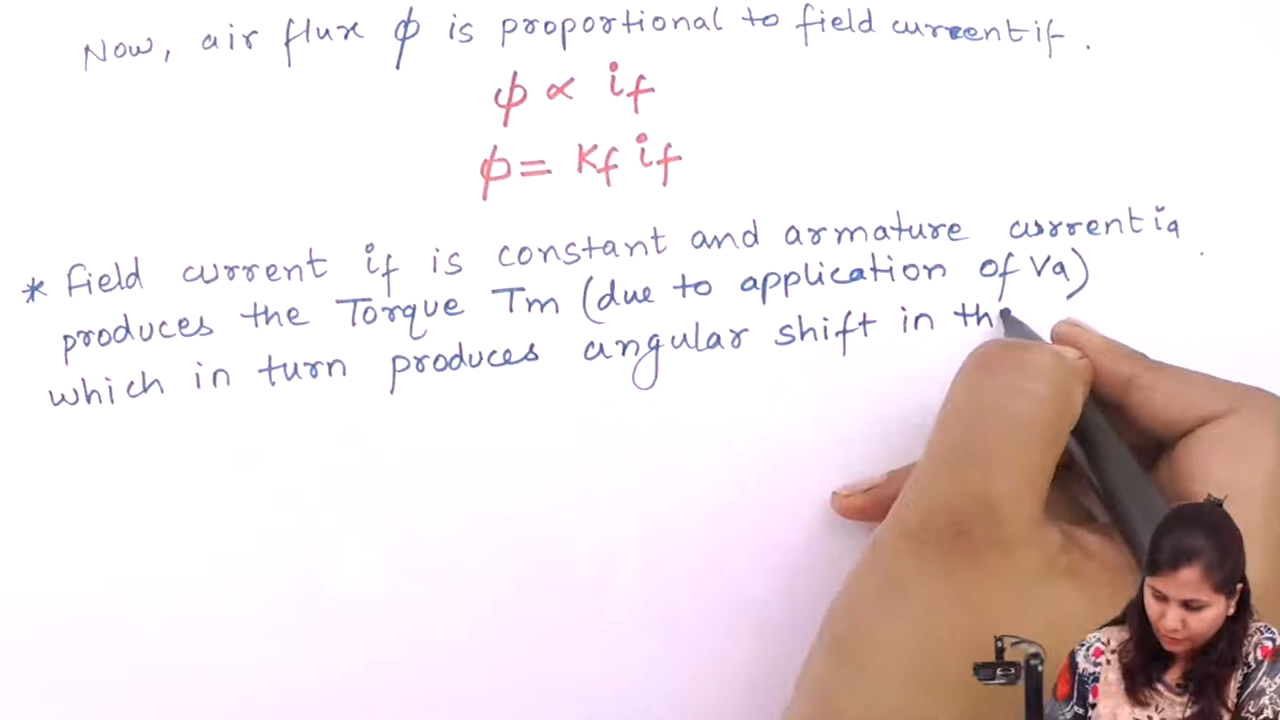 Now, air flux ϕ is proportional to field current if.
ϕ ∝ if
ϕ = Kf if
* Field current if is constant and armature current ia
produces the Torque Tm (due to application of Va)
which in turn produces angular shift in th